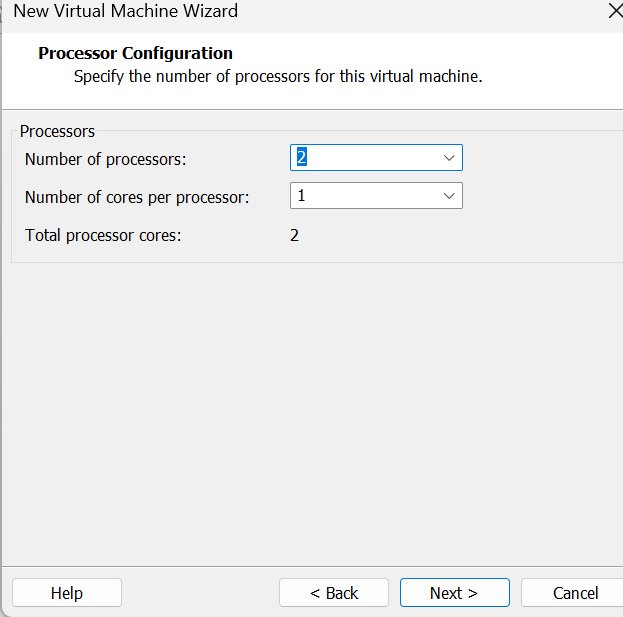 New Virtual Machine Wizard
Processor Configuration
Specify the number of processors for this virtual machine.
Processors
Number of processors: 2
Number of cores per processor: 1
Total processor cores: 2
Help < Back Next > Cancel